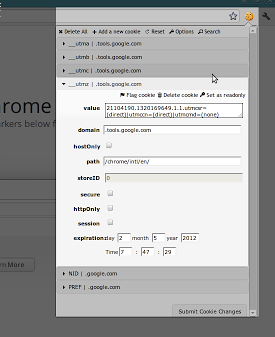 Delete All Add a new cookie Reset Options Search
__utma | .tools.google.com
__utmb | .tools.google.com
__utmc | .tools.google.com
__utmz | .tools.google.com
Flag cookie Delete cookie Set as readonly
value 21104190.1320169649.1.1.utmcsr=
(direct)|utmccn=(direct)|utmcmd=(none)
domain .tools.google.com
hostOnly
path /chrome/intl/en/
storeID 0
secure
httpOnly
session
expiration: day 2 month 5 year 2012
Time 7 : 47 : 29
NID | .google.com
PREF | .google.com
Submit Cookie Changes
hrome
rkers below f
rn More